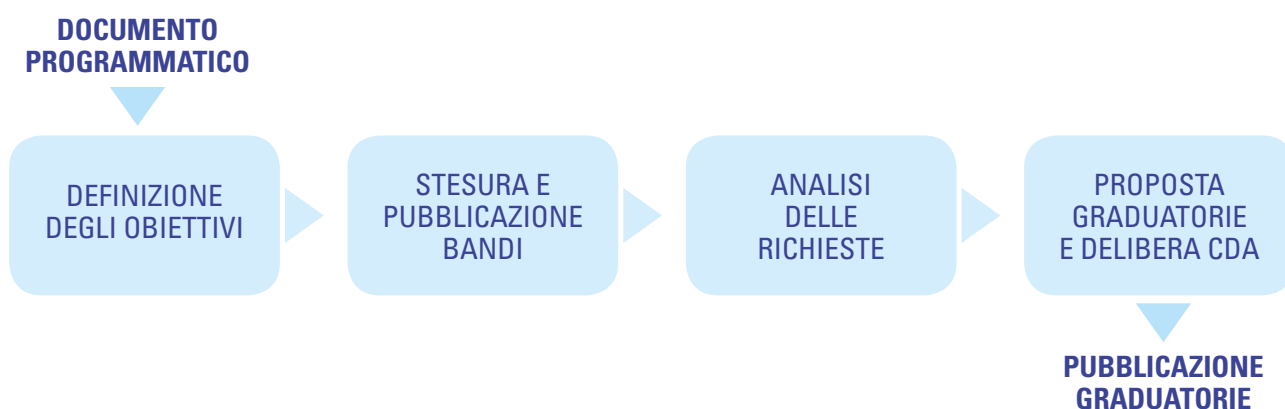 DOCUMENTO
PROGRAMMATICO
DEFINIZIONE
DEGLI OBIETTIVI
STESURA E
PUBBLICAZIONE
BANDI
ANALISI
DELLE
RICHIESTE
PROPOSTA
GRADUATORIE
E DELIBERA CDA
PUBBLICAZIONE
GRADUATORIE